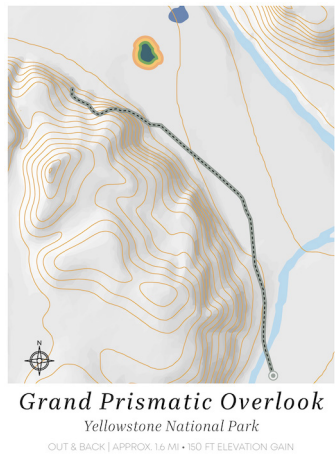 N
Grand Prismatic Overlook
Yellowstone National Park
OUT & BACK | APPROX. 1.6 MI • 150 FT ELEVATION GAIN